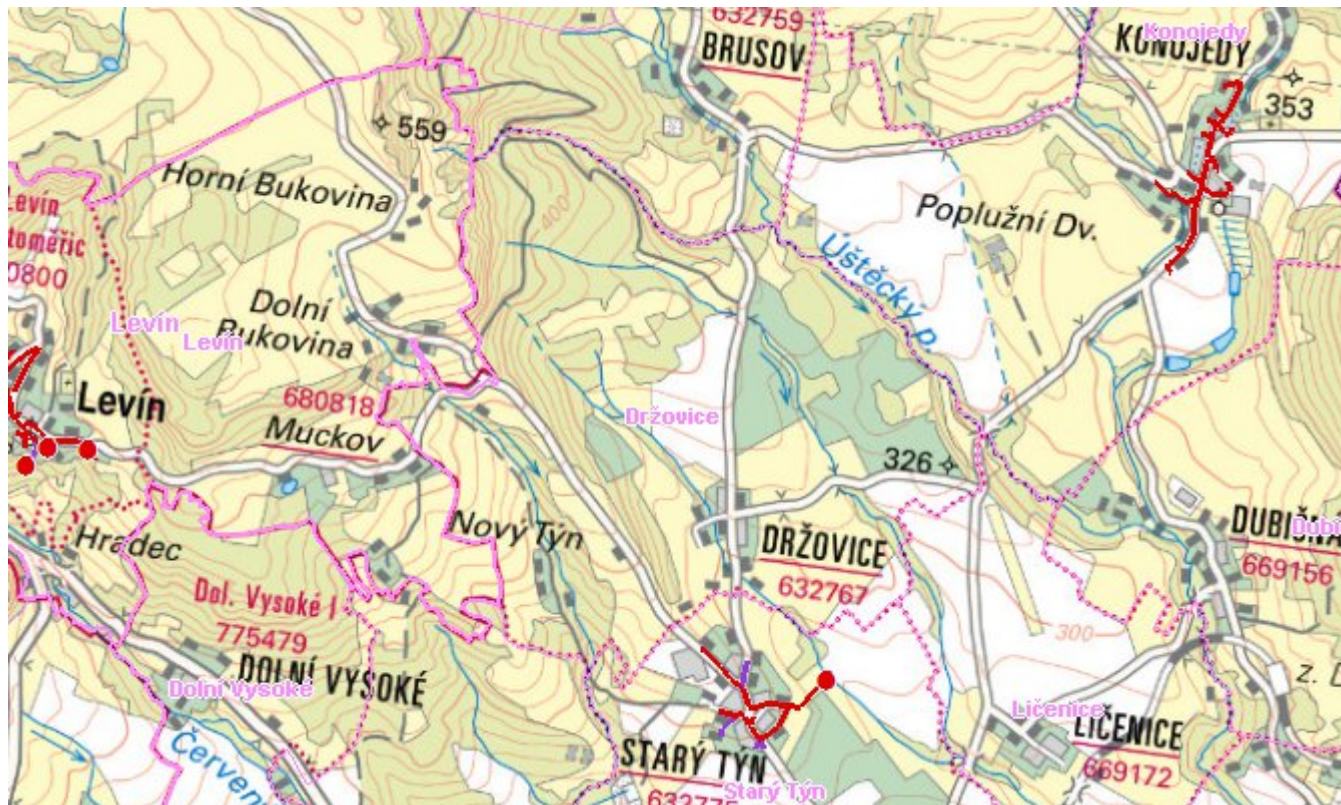 632759
BRUSOV
Konojedy
KONOJEDY
353
559
Horní Bukovina
Poplužní Dv.
Levín
0800
Úštěcký p.
Dolní
Bukovina
Levín
Levín
680818
Levín
Muckov
Držovice
326
Nový Týn
DRŽOVICE
632767
DUBIČNÁ
669156
Hradec
Dol. Vysoké I
775479
DOLNÍ VYSOKÉ
Dolní Vysoké
300
Ličenice
LIČENICE
669172
400
STARÝ TÝN
Starý Týn